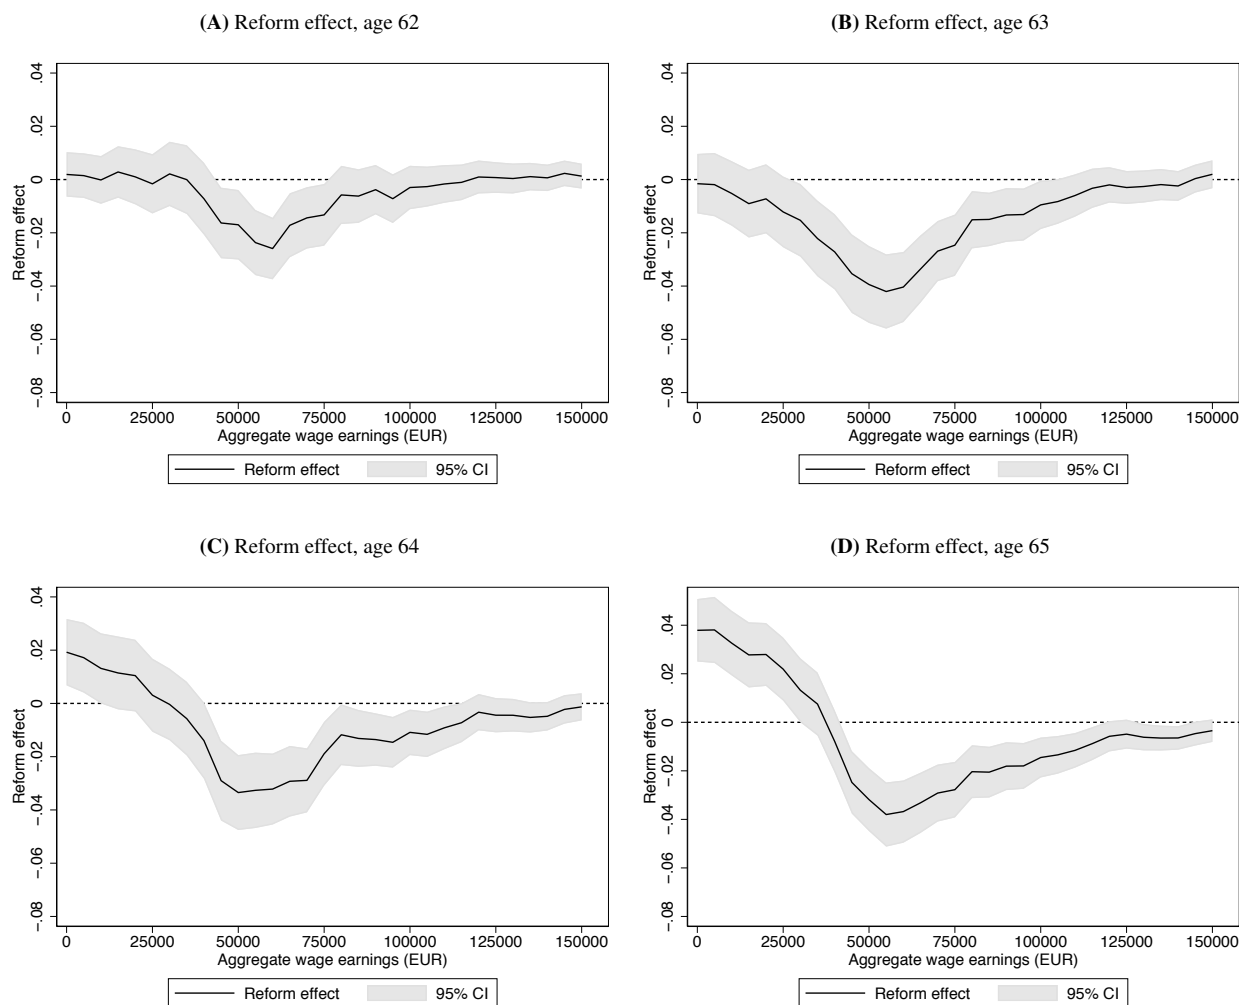 (A) Reform effect, age 62
Reform effect
.04
.02
0
−.02
−.04
−.06
−.08
0 25000 50000 75000 100000 125000 150000
Aggregate wage earnings (EUR)
Reform effect 95% CI
(B) Reform effect, age 63
Reform effect
.04
.02
0
−.02
−.04
−.06
−.08
0 25000 50000 75000 100000 125000 150000
Aggregate wage earnings (EUR)
Reform effect 95% CI
(C) Reform effect, age 64
Reform effect
.04
.02
0
−.02
−.04
−.06
−.08
0 25000 50000 75000 100000 125000 150000
Aggregate wage earnings (EUR)
Reform effect 95% CI
(D) Reform effect, age 65
Reform effect
.04
.02
0
−.02
−.04
−.06
−.08
0 25000 50000 75000 100000 125000 150000
Aggregate wage earnings (EUR)
Reform effect 95% CI